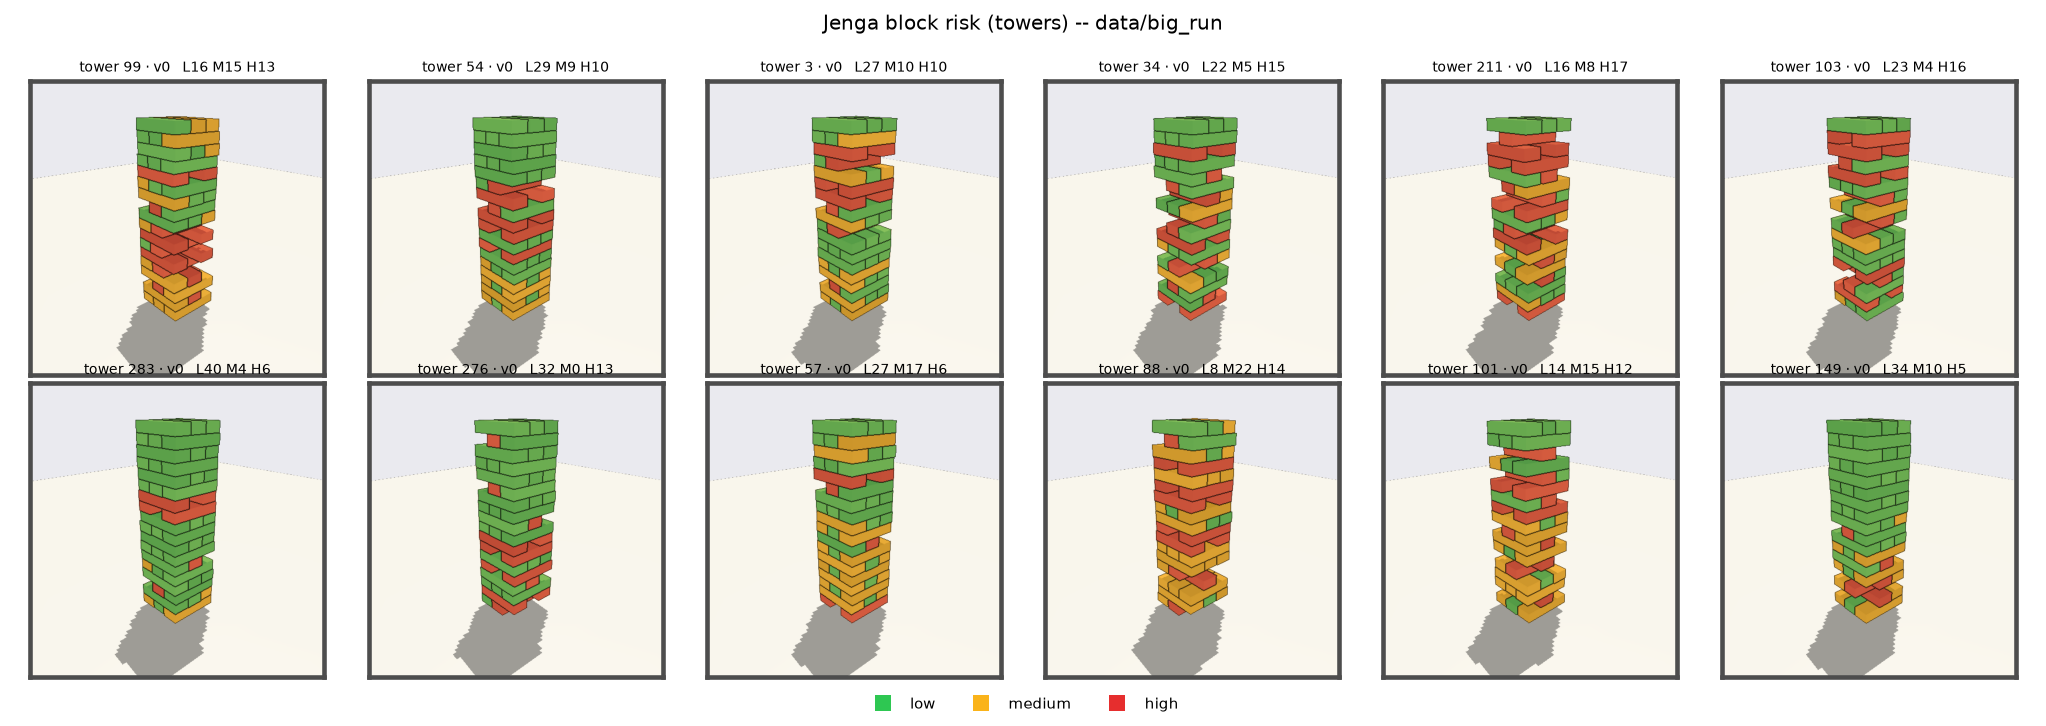 Jenga block risk (towers) -- data/big_run
tower 99 · v0   L16 M15 H13
tower 54 · v0   L29 M9 H10
tower 3 · v0   L27 M10 H10
tower 34 · v0   L22 M5 H15
tower 211 · v0   L16 M8 H17
tower 103 · v0   L23 M4 H16
tower 283 · v0   L40 M4 H6
tower 276 · v0   L32 M0 H13
tower 57 · v0   L27 M17 H6
tower 88 · v0   L8 M22 H14
tower 101 · v0   L14 M15 H12
tower 149 · v0   L34 M10 H5
low   medium   high